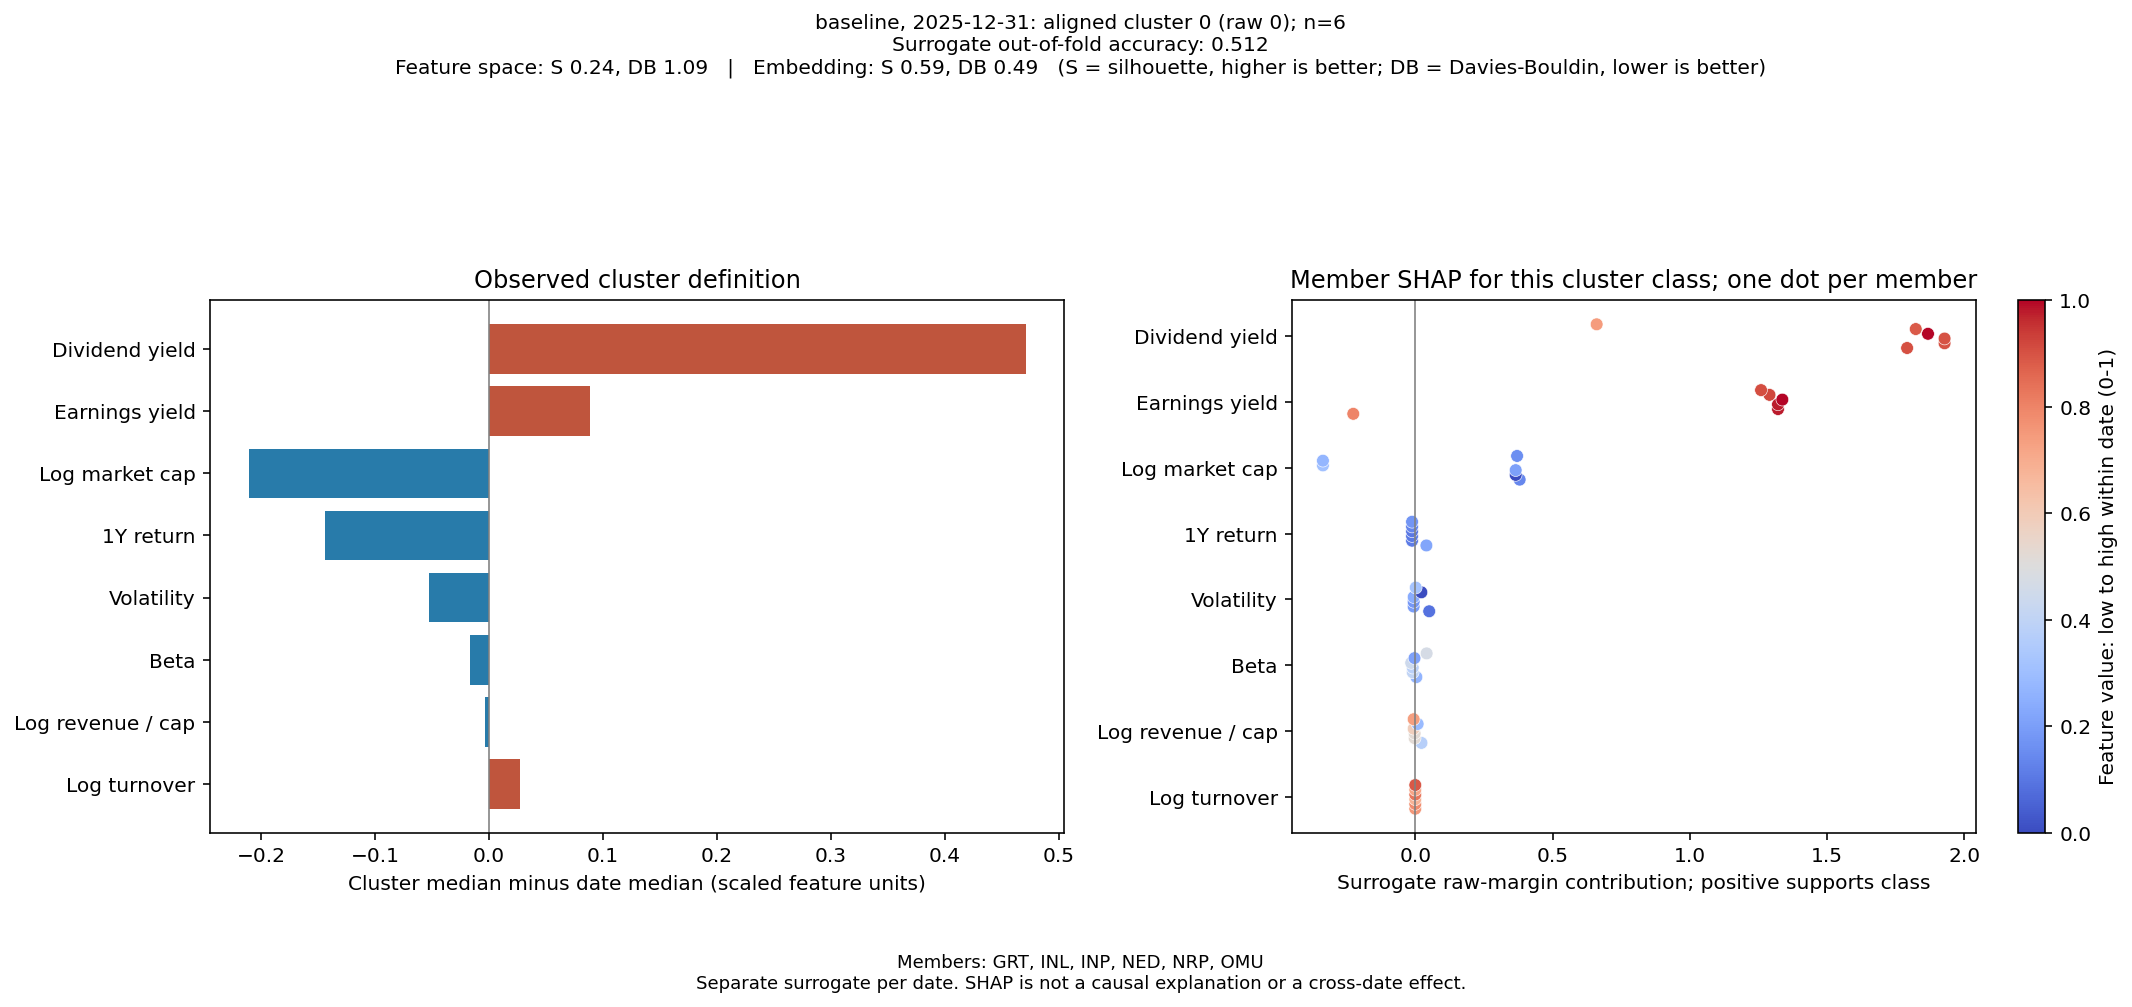 baseline, 2025-12-31: aligned cluster 0 (raw 0); n=6
Surrogate out-of-fold accuracy: 0.512
Feature space: S 0.24, DB 1.09   |   Embedding: S 0.59, DB 0.49   (S = silhouette, higher is better; DB = Davies-Bouldin, lower is better)
Observed cluster definition
Dividend yield
Earnings yield
Log market cap
1Y return
Volatility
Beta
Log revenue / cap
Log turnover
−0.2 −0.1 0.0 0.1 0.2 0.3 0.4 0.5
Cluster median minus date median (scaled feature units)
Member SHAP for this cluster class; one dot per member
Dividend yield
Earnings yield
Log market cap
1Y return
Volatility
Beta
Log revenue / cap
Log turnover
0.0 0.5 1.0 1.5 2.0
Surrogate raw-margin contribution; positive supports class
1.0
0.8
0.6
0.4
0.2
0.0
Feature value: low to high within date (0-1)
Members: GRT, INL, INP, NED, NRP, OMU
Separate surrogate per date. SHAP is not a causal explanation or a cross-date effect.